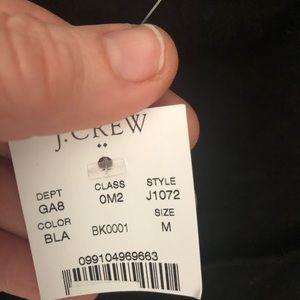 J.CREW
DEPT CLASS STYLE
GA8 0M2 J1072
COLOR SIZE
BLA BK0001 M
099104969663